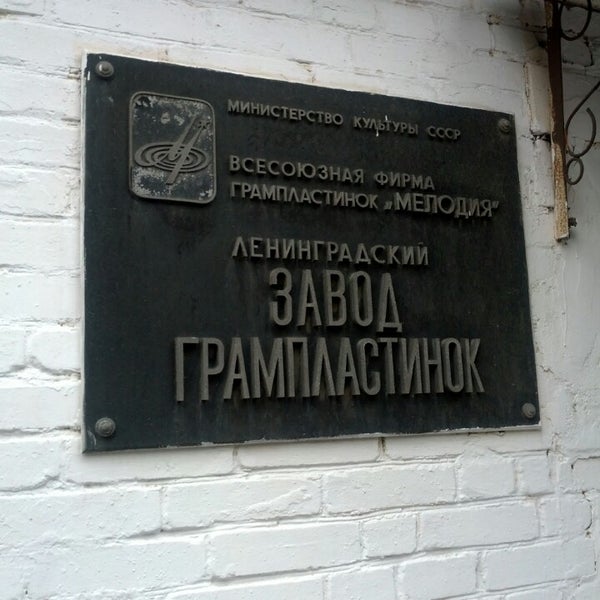 МИНИСТЕРСТВО КУЛЬТУРЫ СССР
ВСЕСОЮЗНАЯ ФИРМА
ГРАМПЛАСТИНОК „МЕЛОДИЯ"
ЛЕНИНГРАДСКИЙ
ЗАВОД
ГРАМПЛАСТИНОК